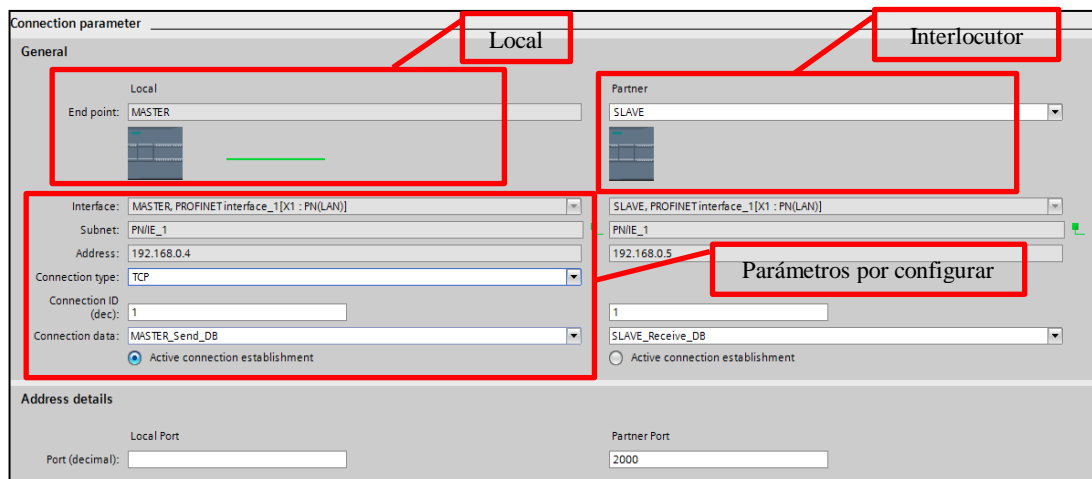 Connection parameter
Local
Interlocutor
General
Local Partner
End point: MASTER SLAVE
Interface: MASTER, PROFINET interface_1[X1 : PN(LAN)] SLAVE, PROFINET interface_1[X1 : PN(LAN)]
Subnet: PN/IE_1 PN/IE_1
Address: 192.168.0.4 192.168.0.5
Parámetros por configurar
Connection type: TCP
Connection ID
(dec): 1 1
Connection data: MASTER_Send_DB SLAVE_Receive_DB
Active connection establishment Active connection establishment
Address details
Local Port Partner Port
Port (decimal): 2000